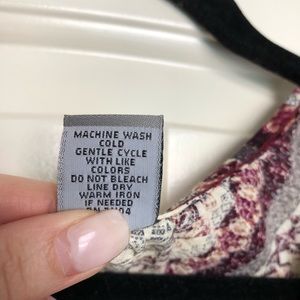 MACHINE WASH
COLD
GENTLE CYCLE
WITH LIKE
COLORS
DO NOT BLEACH
LINE DRY
WARM IRON
IF NEEDED